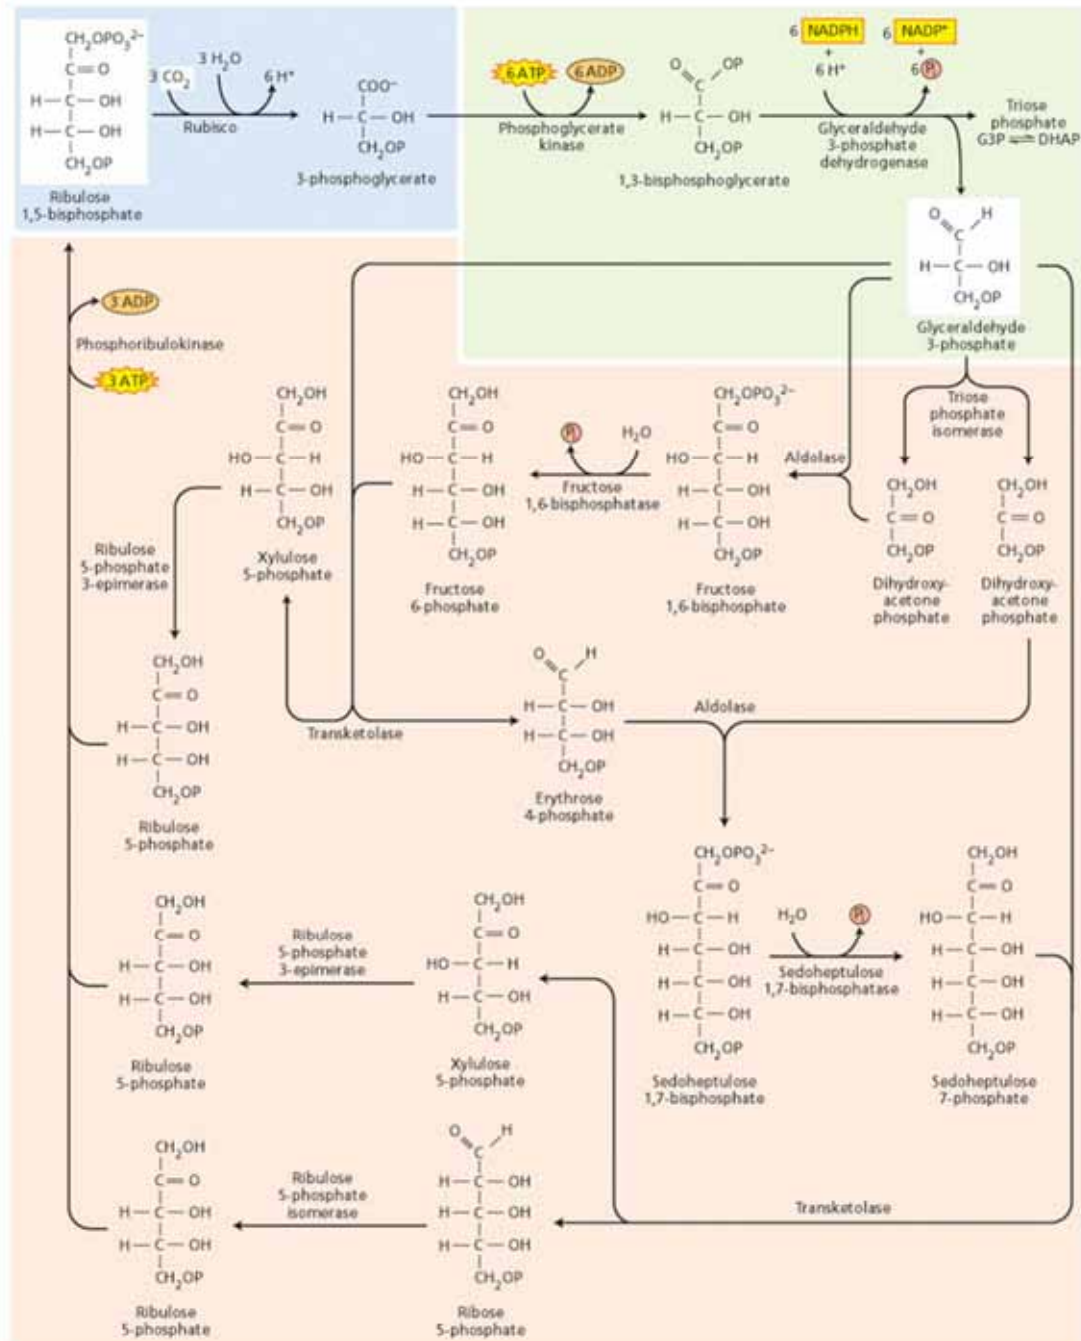 CH₂OPO₃²⁻
C=O
H—C—OH
H—C—OH
CH₂OP
Ribulose
1,5-bisphosphate
3 CO₂
3 H₂O
6 H⁺
Rubisco
COO⁻
H—C—OH
CH₂OP
3-phosphoglycerate
6 ATP
6 ADP
Phosphoglycerate
kinase
O
OP
C
H—C—OH
CH₂OP
1,3-bisphosphoglycerate
6 NADPH
+
6 H⁺
6 NADP⁺
+
6 Pᵢ
Glyceraldehyde
3-phosphate
dehydrogenase
Triose
phosphate
G3P ⇌ DHAP
O
H
C
H—C—OH
CH₂OP
Glyceraldehyde
3-phosphate
3 ADP
Phosphoribulokinase
3 ATP
Triose
phosphate
isomerase
CH₂OH
C=O
HO—C—H
H—C—OH
CH₂OP
Xylulose
5-phosphate
CH₂OH
C=O
HO—C—H
H—C—OH
H—C—OH
CH₂OP
Fructose
6-phosphate
Pᵢ
H₂O
Fructose
1,6-bisphosphatase
CH₂OPO₃²⁻
C=O
HO—C—H
H—C—OH
H—C—OH
CH₂OP
Fructose
1,6-bisphosphate
Aldolase
CH₂OH
C=O
CH₂OP
Dihydroxy-
acetone
phosphate
CH₂OH
C=O
CH₂OP
Dihydroxy-
acetone
phosphate
Ribulose
5-phosphate
3-epimerase
CH₂OH
C=O
H—C—OH
H—C—OH
CH₂OP
Ribulose
5-phosphate
Transketolase
O
H
C
H—C—OH
H—C—OH
CH₂OP
Erythrose
4-phosphate
Aldolase
CH₂OPO₃²⁻
C=O
HO—C—H
H—C—OH
H—C—OH
H—C—OH
CH₂OP
Sedoheptulose
1,7-bisphosphate
H₂O
Pᵢ
Sedoheptulose
1,7-bisphosphatase
CH₂OH
C=O
HO—C—H
H—C—OH
H—C—OH
H—C—OH
CH₂OP
Sedoheptulose
7-phosphate
CH₂OH
C=O
H—C—OH
H—C—OH
CH₂OP
Ribulose
5-phosphate
Ribulose
5-phosphate
3-epimerase
CH₂OH
C=O
HO—C—H
H—C—OH
CH₂OP
Xylulose
5-phosphate
CH₂OH
C=O
H—C—OH
H—C—OH
CH₂OP
Ribulose
5-phosphate
Ribulose
5-phosphate
isomerase
O
H
C
H—C—OH
H—C—OH
H—C—OH
CH₂OP
Ribose
5-phosphate
Transketolase